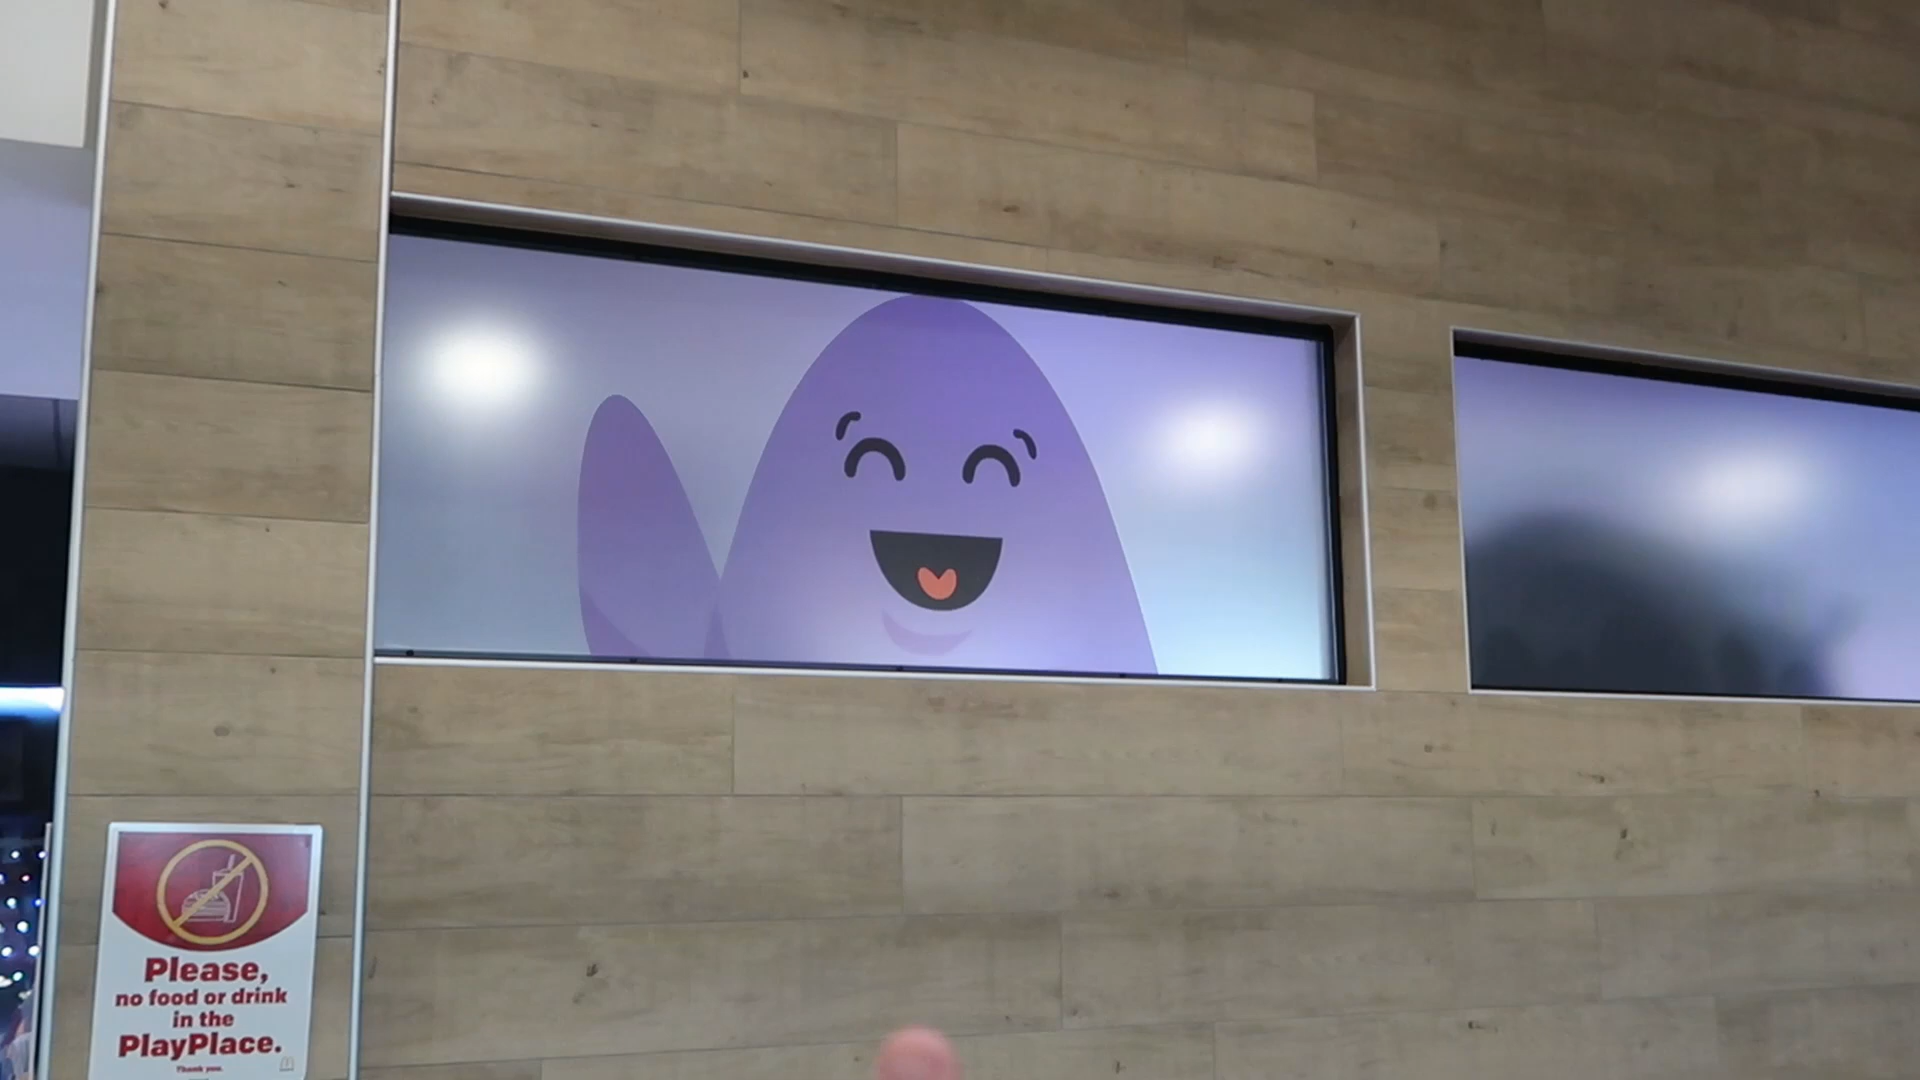 Please,
no food or drink
in the
PlayPlace.
Thank you.